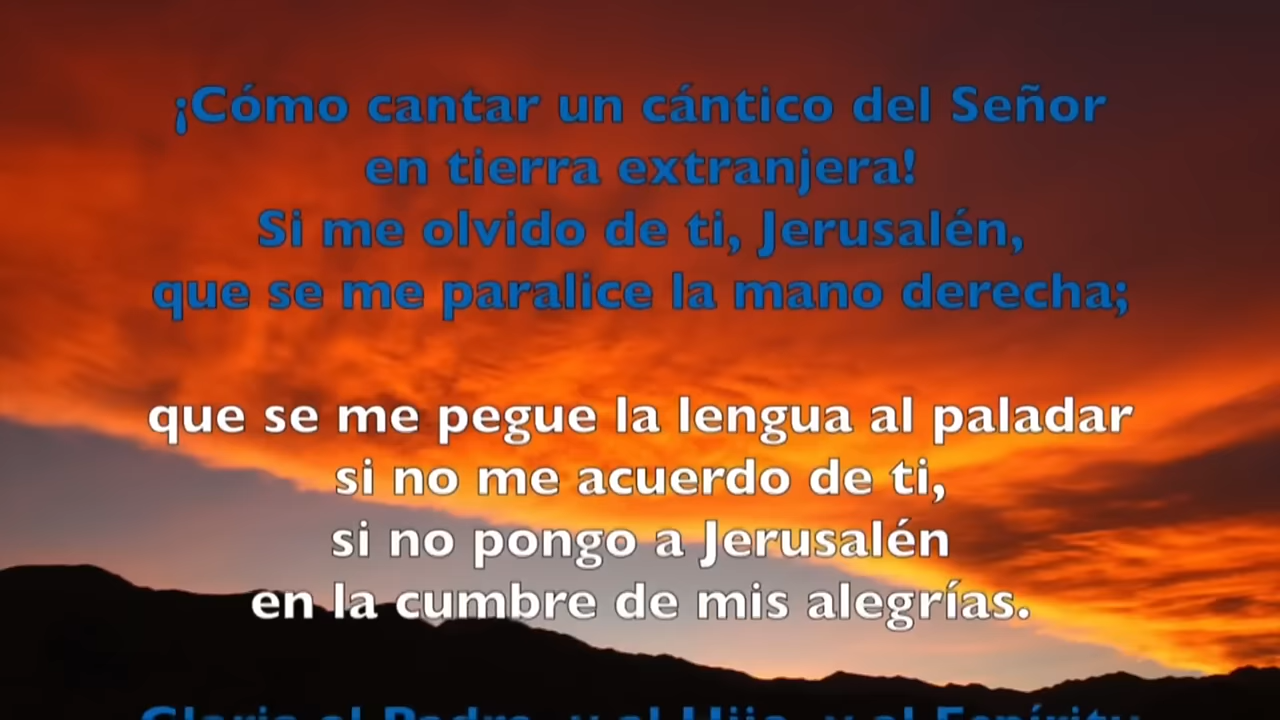 ¡Cómo cantar un cántico del Señor
en tierra extranjera!
Si me olvido de ti, Jerusalén,
que se me paralice la mano derecha;
que se me pegue la lengua al paladar
si no me acuerdo de ti,
si no pongo a Jerusalén
en la cumbre de mis alegrías.
Gloria al Padre, y al Hijo, y al Espíritu